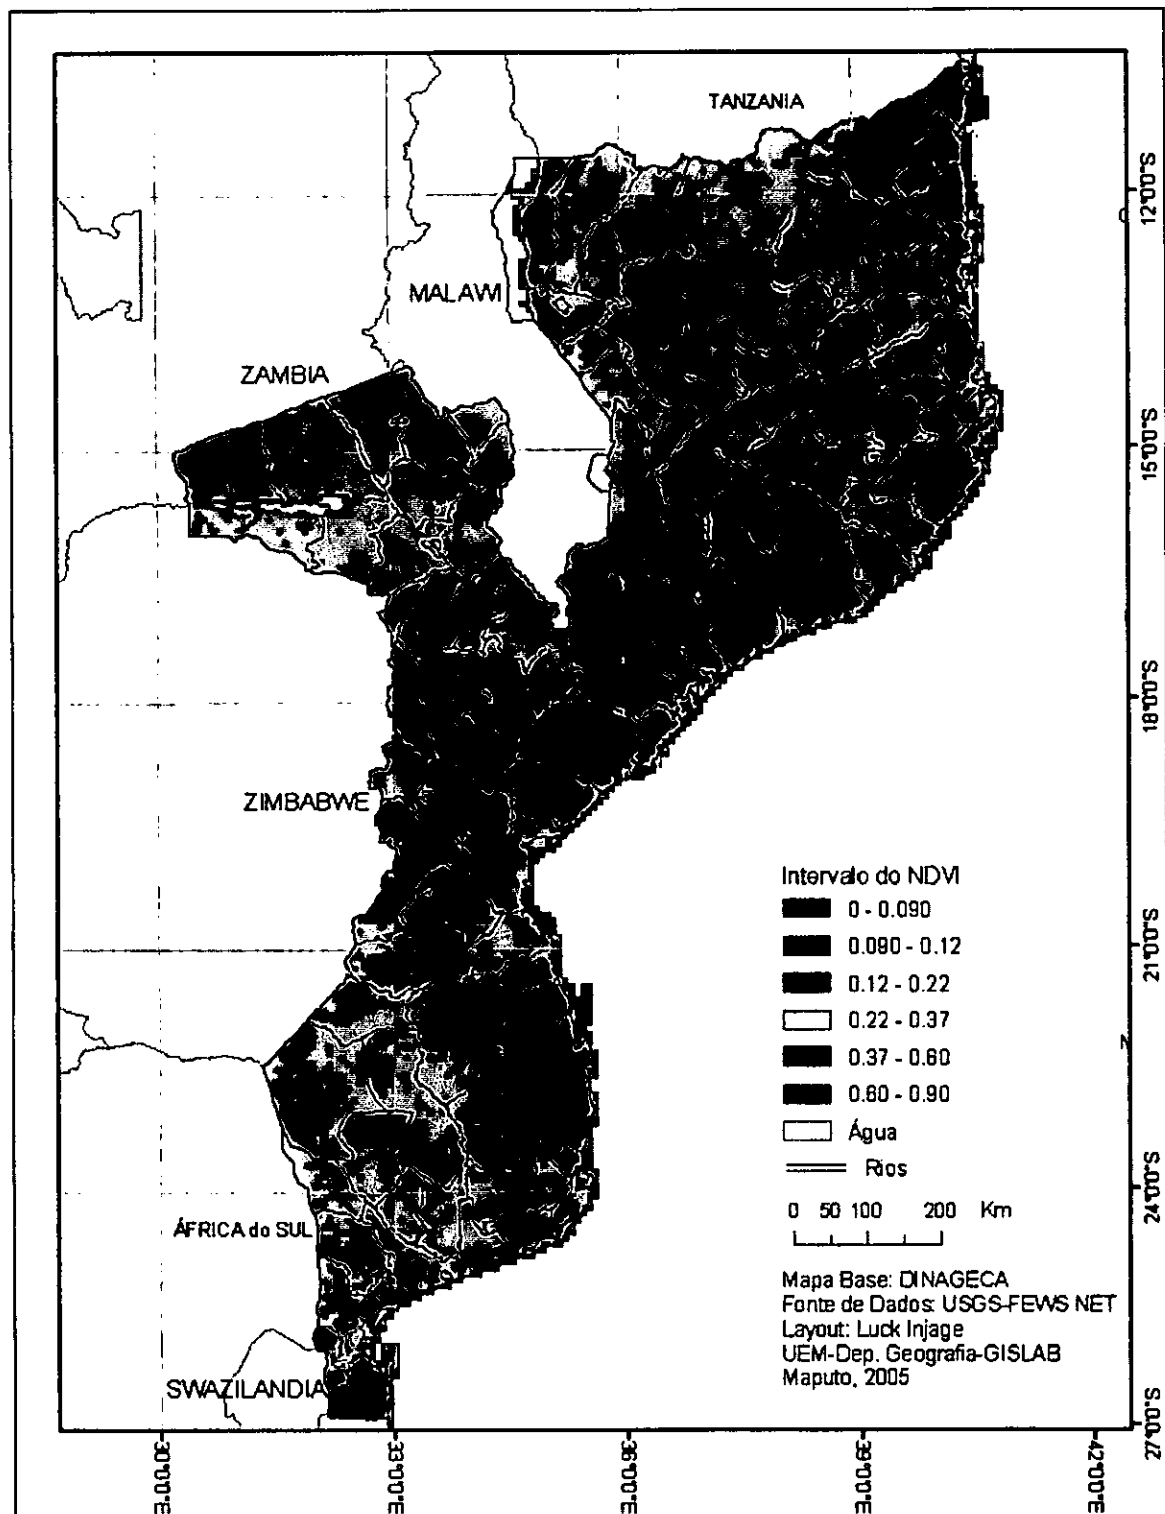 TANZANIA
MALAWI
ZAMBIA
ZIMBABWE
ÁFRICA do SUL
SWAZILANDIA
Intervalo do NDVI
0 - 0.090
0.090 - 0.12
0.12 - 0.22
0.22 - 0.37
0.37 - 0.60
0.60 - 0.90
Água
Rios
0 50 100 200 Km
Mapa Base: DINAGECA
Fonte de Dados: USGS-FEWS NET
Layout: Luck Injage
UEM-Dep. Geografia-GISLAB
Maputo, 2005
12°0'0"S
15°0'0"S
18°0'0"S
21°0'0"S
24°0'0"S
27°0'0"S
30°0'0"E
33°0'0"E
36°0'0"E
39°0'0"E
42°0'0"E